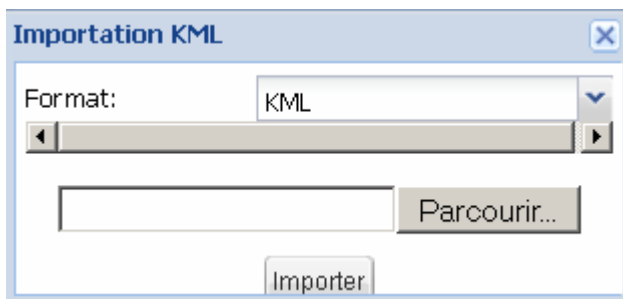 Importation KML
Format: KML
Parcourir...
Importer